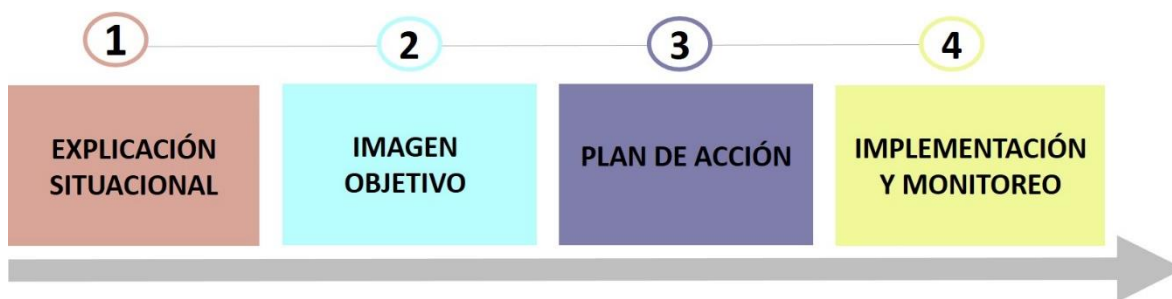 1
2
3
4
EXPLICACIÓN
SITUACIONAL
IMAGEN
OBJETIVO
PLAN DE ACCIÓN
IMPLEMENTACIÓN
Y MONITOREO